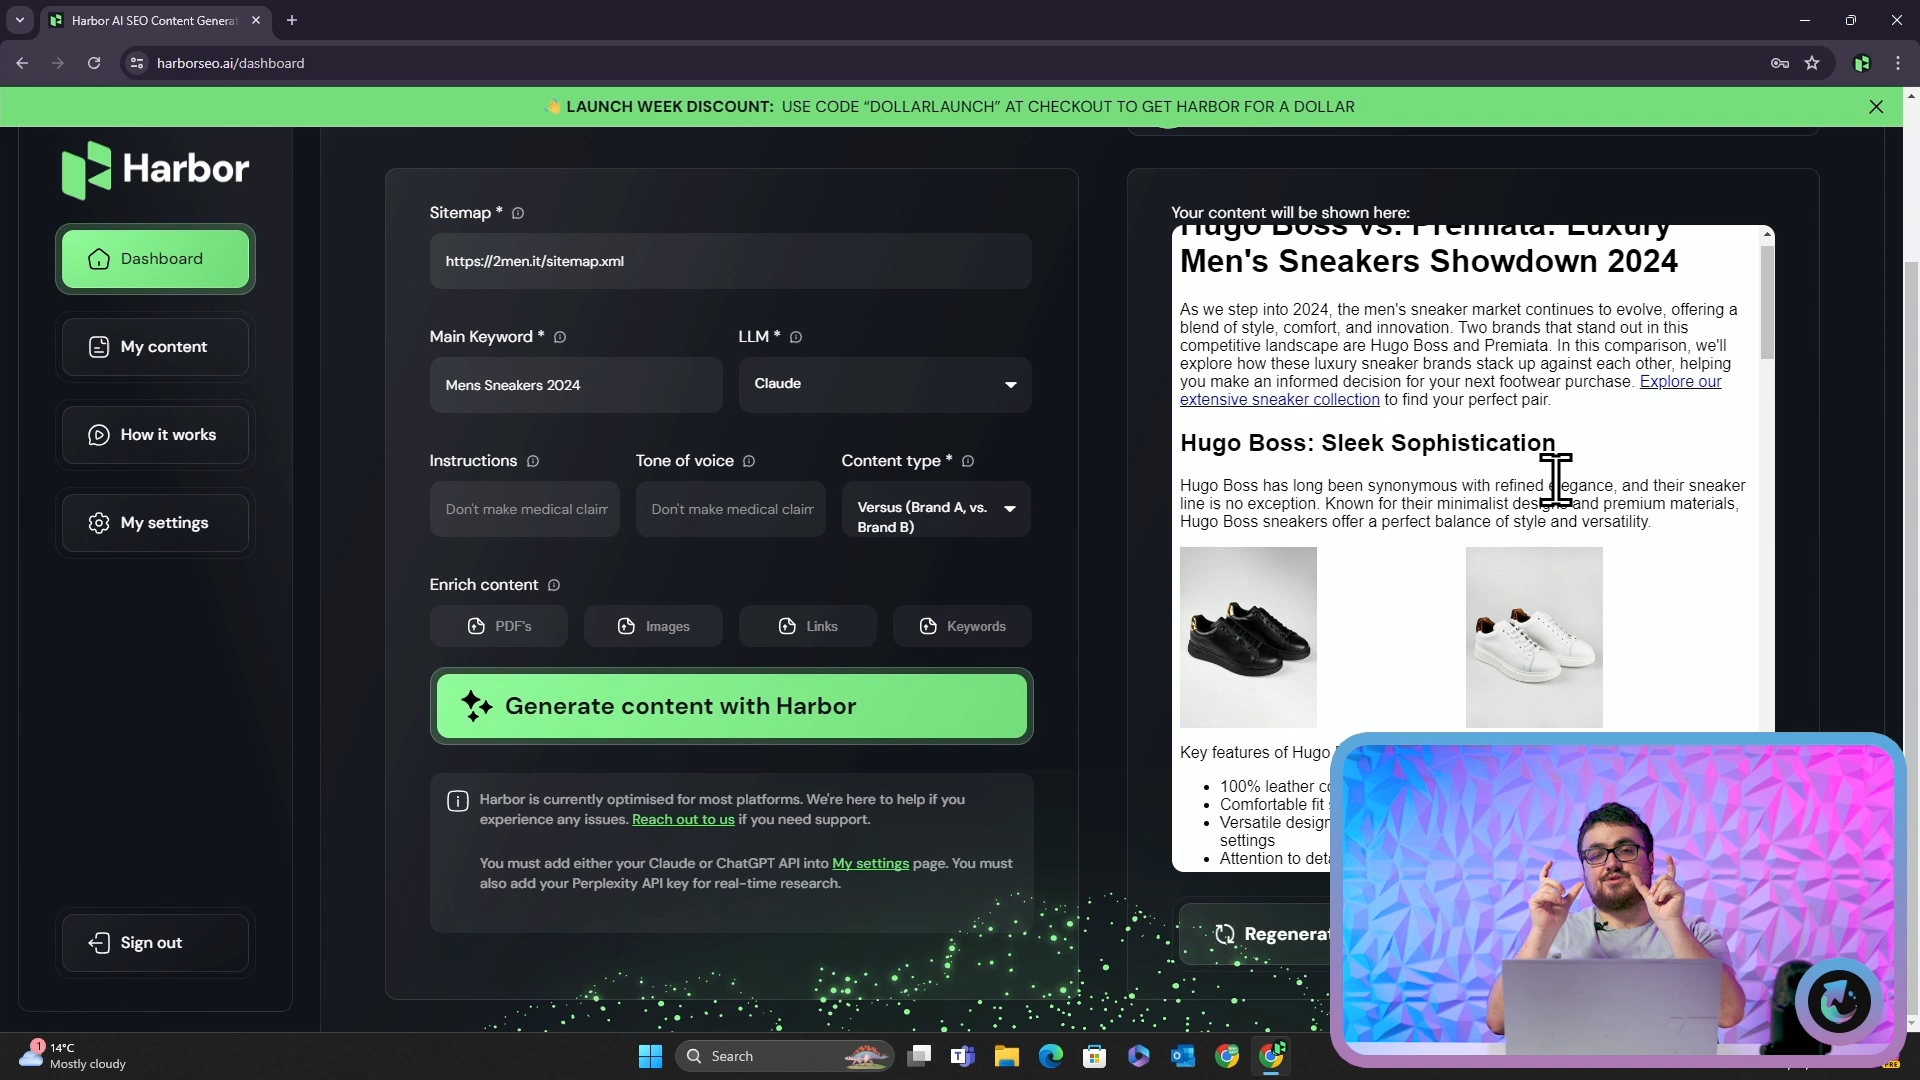 Harbor AI SEO Content Genera
harborseo.ai/dashboard
👋 LAUNCH WEEK DISCOUNT: USE CODE “DOLLARLAUNCH” AT CHECKOUT TO GET HARBOR FOR A DOLLAR
Harbor
Dashboard
My content
How it works
My settings
Sign out
Sitemap *
https://2men.it/sitemap.xml
Main Keyword *
LLM *
Mens Sneakers 2024
Claude
Instructions
Tone of voice
Content type *
Don't make medical claim
Don't make medical claim
Versus (Brand A, vs.
Brand B)
Enrich content
PDF's
Images
Links
Keywords
Generate content with Harbor
Harbor is currently optimised for most platforms. We're here to help if you
experience any issues. Reach out to us if you need support.
You must add either your Claude or ChatGPT API into My settings page. You must
also add your Perplexity API key for real-time research.
Your content will be shown here:
Hugo Boss vs. Premiata: Luxury
Men's Sneakers Showdown 2024
As we step into 2024, the men's sneaker market continues to evolve, offering a
blend of style, comfort, and innovation. Two brands that stand out in this
competitive landscape are Hugo Boss and Premiata. In this comparison, we'll
explore how these luxury sneaker brands stack up against each other, helping
you make an informed decision for your next footwear purchase. Explore our
extensive sneaker collection to find your perfect pair.
Hugo Boss: Sleek Sophistication
Hugo Boss has long been synonymous with refined elegance, and their sneaker
line is no exception. Known for their minimalist designs and premium materials,
Hugo Boss sneakers offer a perfect balance of style and versatility.
Key features of Hugo
100% leather
Comfortable fit
Versatile design
settings
Attention to
Regenerat
1
14°C
Mostly cloudy
Search
PRE